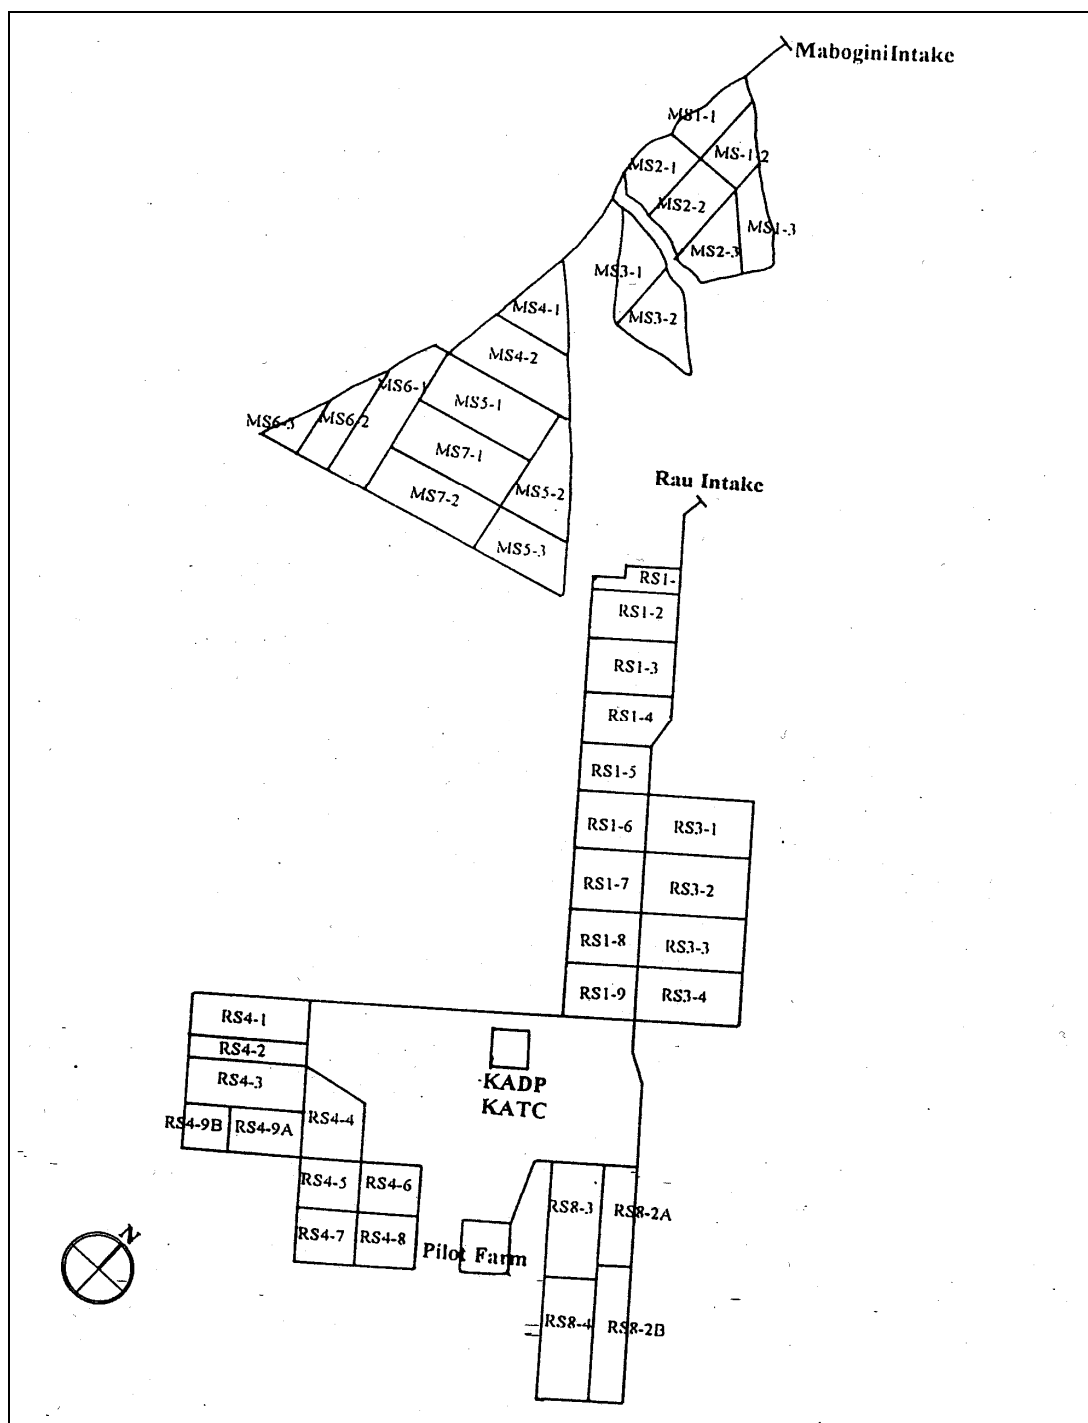 Mabogini Intake
MS1-1
MS-1-2
MS2-1
MS2-2
MS1-3
MS2-3
MS3-1
MS3-2
MS4-1
MS4-2
MS6-1
MS5-1
MS6-2
MS6-3
MS7-1
MS5-2
MS7-2
MS5-3
Rau Intake
RS1-
RS1-2
RS1-3
RS1-4
RS1-5
RS1-6
RS3-1
RS1-7
RS3-2
RS1-8
RS3-3
RS1-9
RS3-4
RS4-1
RS4-2
RS4-3
KADP
KATC
RS4-4
RS4-9B
RS4-9A
RS4-5
RS4-6
RS8-3
RS8-2A
RS4-7
RS4-8
Pilot Farm
N
RS8-4
RS8-2B